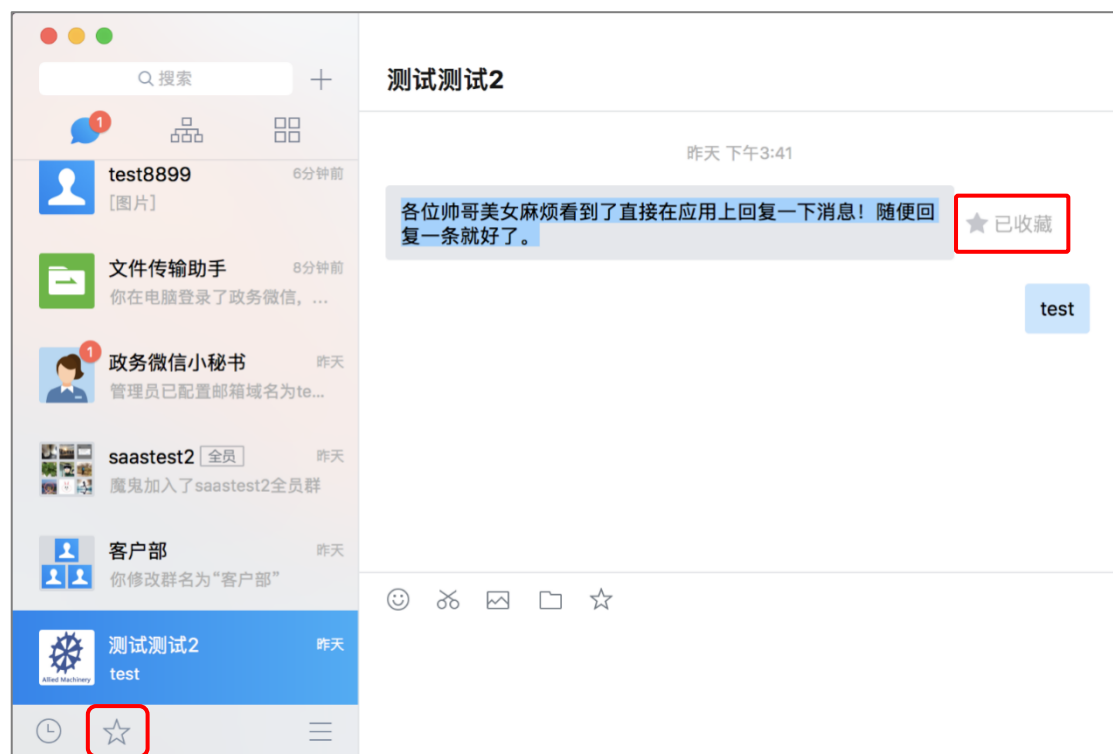 搜索
1
test8899
6分钟前
[图片]
文件传输助手
8分钟前
你在电脑登录了政务微信，...
1
政务微信小秘书
昨天
管理员已配置邮箱域名为te...
saastest2 全员
昨天
魔鬼加入了saastest2全员群
客户部
昨天
你修改群名为“客户部”
Allied Machinery
测试测试2
昨天
test
测试测试2
昨天 下午3:41
各位帅哥美女麻烦看到了直接在应用上回复一下消息！随便回
复一条就好了。
已收藏
test